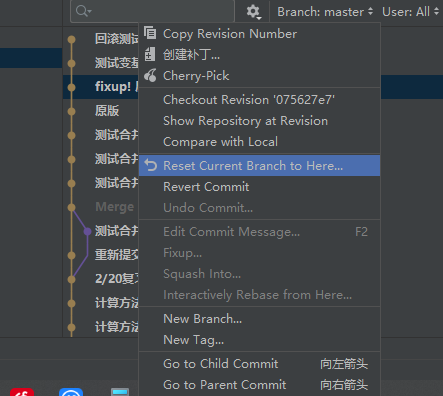 Branch: master User: All
回滚测试
测试变基
fixup!
原版
测试合并
测试合并
测试合并
Merge
测试合并
重新提交
2/20复习
计算方法
计算方法
Copy Revision Number
创建补丁...
Cherry-Pick
Checkout Revision '075627e7'
Show Repository at Revision
Compare with Local
Reset Current Branch to Here...
Revert Commit
Undo Commit...
Edit Commit Message... F2
Fixup...
Squash Into...
Interactively Rebase from Here...
New Branch...
New Tag...
Go to Child Commit 向左箭头
Go to Parent Commit 向右箭头